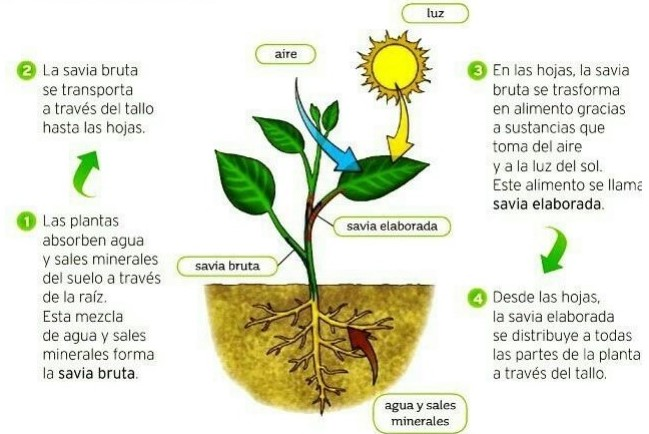 luz
aire
2 La savia bruta
se transporta
a través del tallo
hasta las hojas.
3 En las hojas, la savia
bruta se trasforma
en alimento gracias
a sustancias que
toma del aire
y a la luz del sol.
Este alimento se llama
savia elaborada.
1 Las plantas
absorben agua
y sales minerales
del suelo a través
de la raíz.
Esta mezcla
de agua y sales
minerales forma
la savia bruta.
savia elaborada
savia bruta
4 Desde las hojas,
la savia elaborada
se distribuye a todas
las partes de la planta
a través del tallo.
agua y sales
minerales